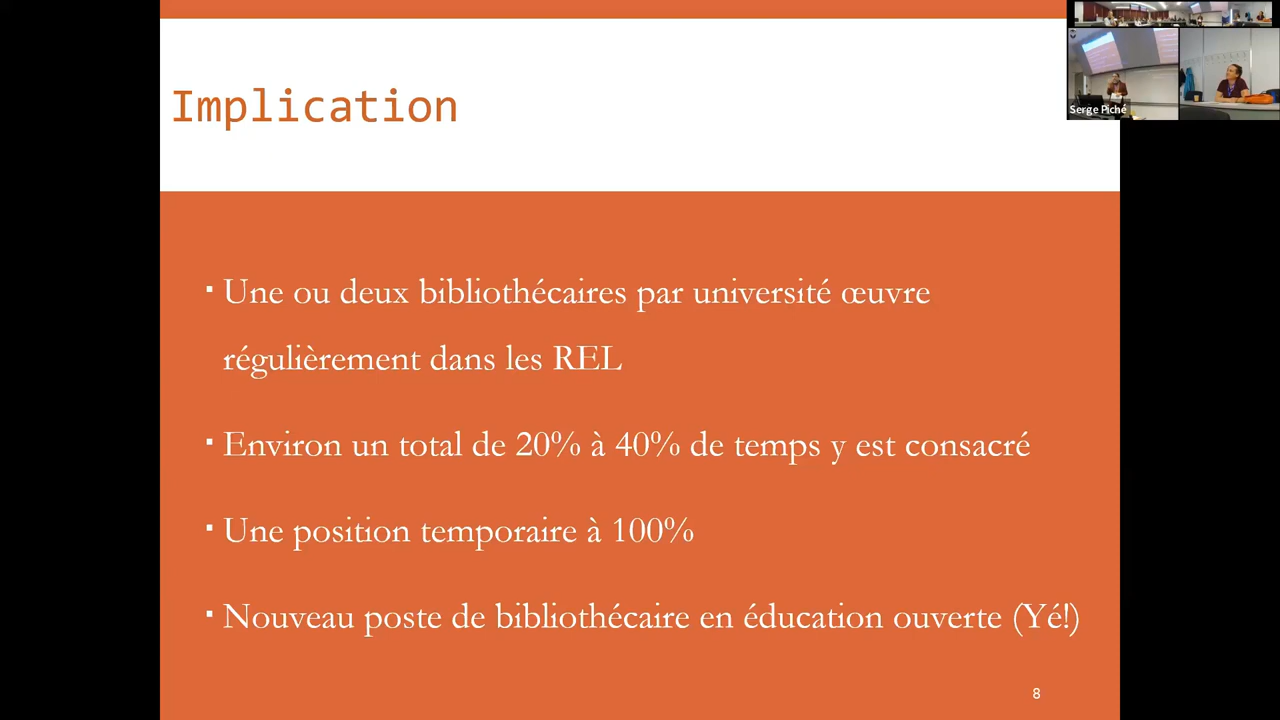 Implication
Serge Piché
▪ Une ou deux bibliothécaires par université œuvre
régulièrement dans les REL
▪ Environ un total de 20% à 40% de temps y est consacré
▪ Une position temporaire à 100%
▪ Nouveau poste de bibliothécaire en éducation ouverte (Yé!)
8